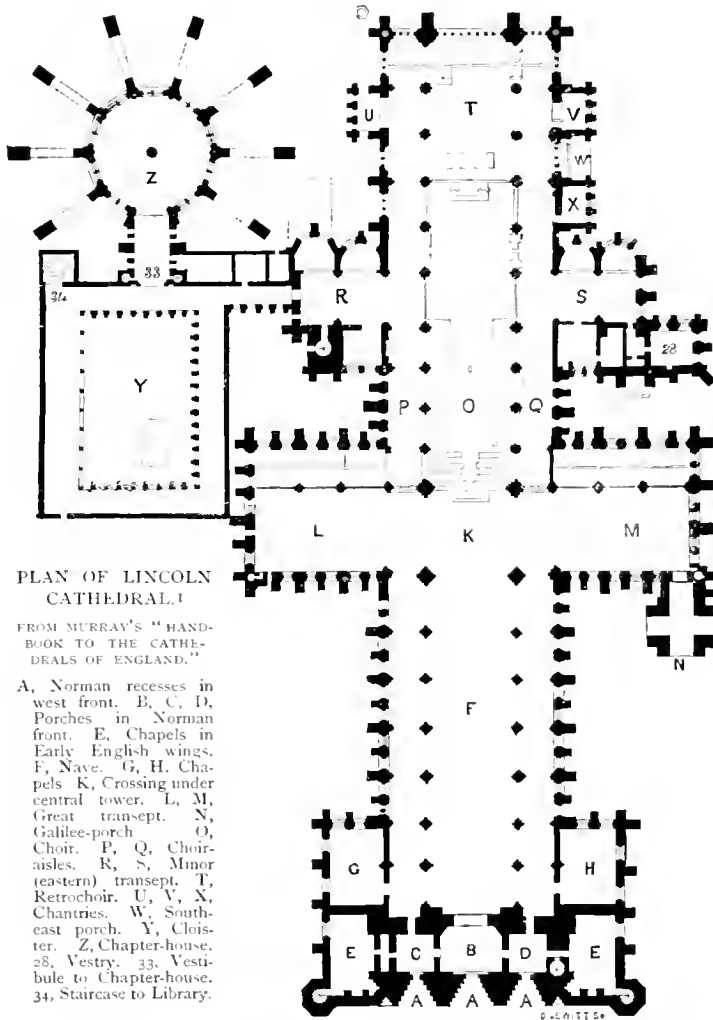 Z
U
T
V
W
X
33
34
R
S
28
Y
P
O
Q
L
K
M
N
F
G
H
E
C
B
D
E
A
A
A
PLAN OF LINCOLN
CATHEDRAL.¹
FROM MURRAY'S "HAND-
BOOK TO THE CATHE-
DRALS OF ENGLAND."
A, Norman recesses in
west front. B, C, D,
Porches in Norman
front. E, Chapels in
Early English wings.
F, Nave. G, H. Cha-
pels K, Crossing under
central tower. L, M,
Great transept. N,
Galilee-porch O,
Choir. P, Q, Choir-
aisles. R, S, Minor
(eastern) transept. T,
Retrochoir. U, V, X,
Chantries. W, South-
east porch. Y, Clois-
ter. Z, Chapter-house.
28, Vestry. 33, Vesti-
bule to Chapter-house.
34, Staircase to Library.